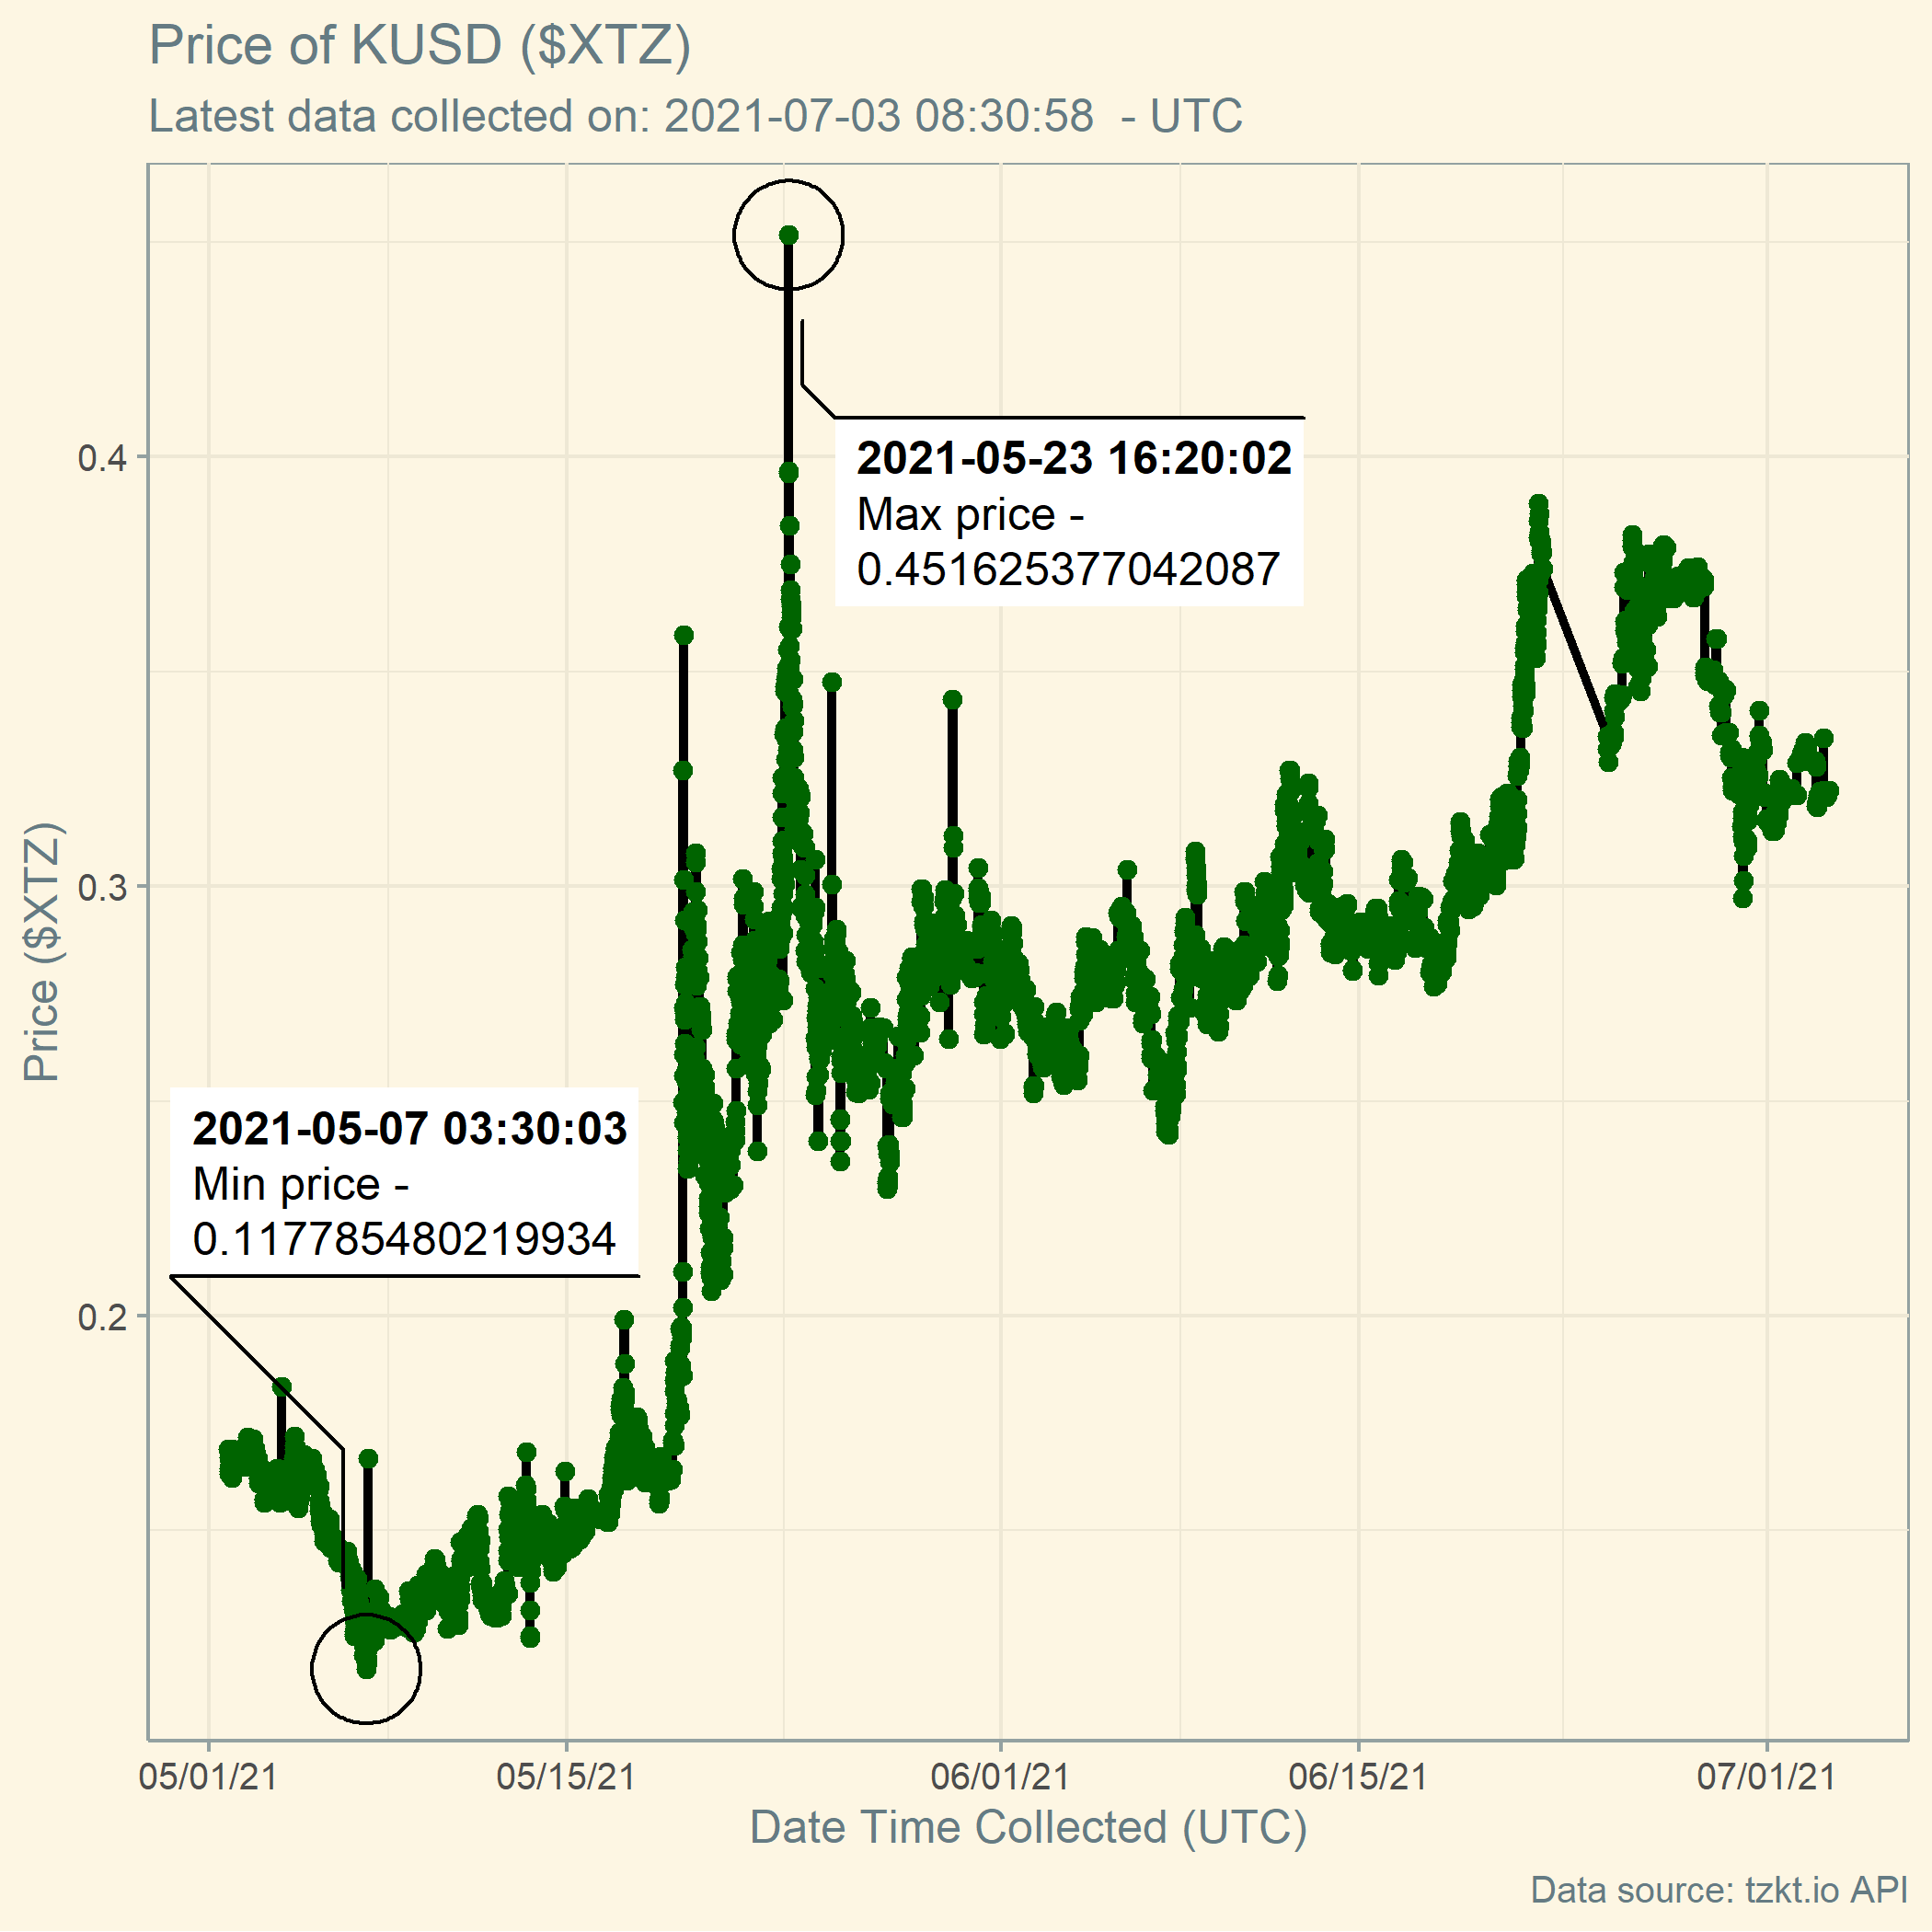 Price of KUSD ($XTZ)
Latest data collected on: 2021-07-03 08:30:58  - UTC
2021-05-23 16:20:02
Max price -
0.451625377042087
2021-05-07 03:30:03
Min price -
0.117785480219934
Price ($XTZ)
0.4
0.3
0.2
05/01/21
05/15/21
06/01/21
06/15/21
07/01/21
Date Time Collected (UTC)
Data source: tzkt.io API